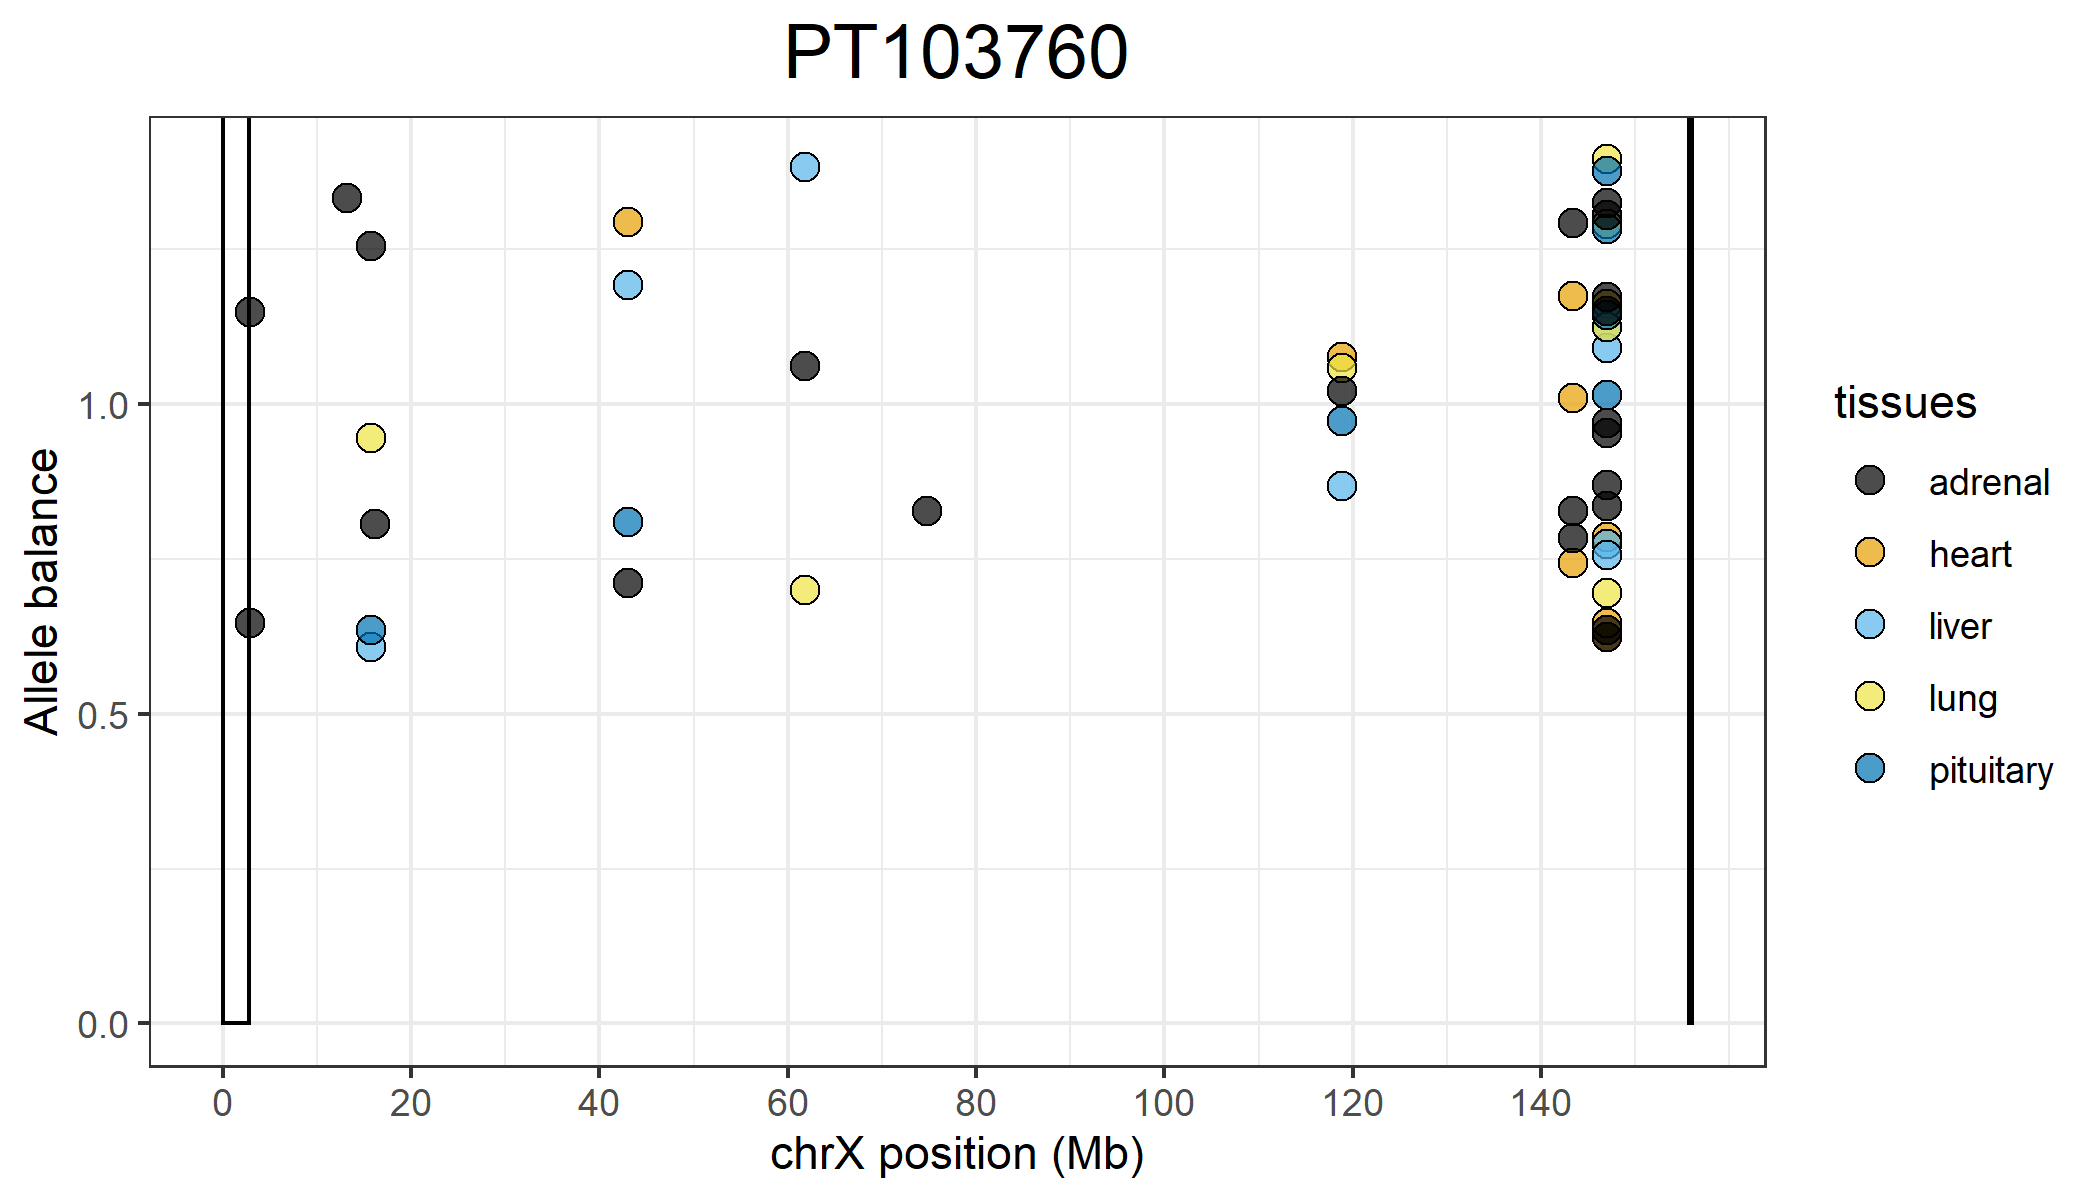 PT103760
Allele balance
1.0
0.5
0.0
0 20 40 60 80 100 120 140
chrX position (Mb)
tissues
adrenal
heart
liver
lung
pituitary